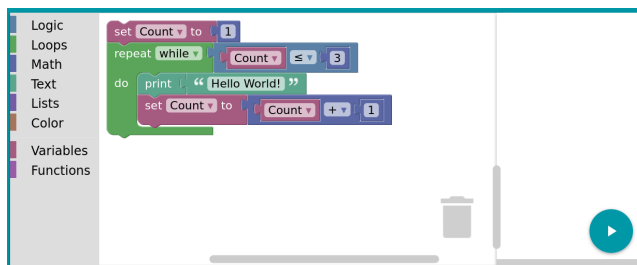 Logic
Loops
Math
Text
Lists
Color
Variables
Functions
set Count ▾ to 1
repeat while ▾ Count ▾ ≤ ▾ 3
do print “ Hello World! ”
set Count ▾ to Count ▾ + ▾ 1